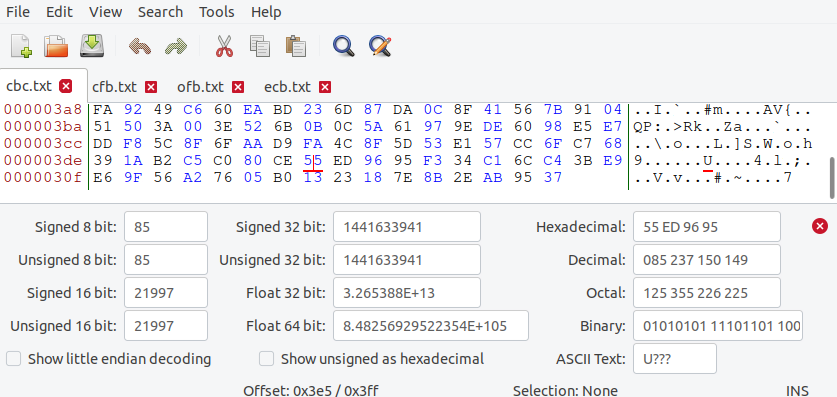 File Edit View Search Tools Help
cbc.txt cfb.txt ofb.txt ecb.txt
000003a8 FA 92 49 C6 60 EA BD 23 6D 87 DA 0C 8F 41 56 7B 91 04 ..I.`..#m....AV{..
000003ba 51 50 3A 00 3E 52 6B 0B 0C 5A 61 97 9E DE 60 98 E5 E7 QP:.>Rk..Za...`...
000003cc DD F8 5C 8F 6F AA D9 FA 4C 8F 5D 53 E1 57 CC 6F C7 68 ..\.o...L.]S.W.o.h
000003de 39 1A B2 C5 C0 80 CE 55 ED 96 95 F3 34 C1 6C C4 3B E9 9......U....4.l.;.
0000030f E6 9F 56 A2 76 05 B0 13 23 18 7E 8B 2E AB 95 37 ..V.v...#.~....7
Signed 8 bit: 85 Signed 32 bit: 1441633941 Hexadecimal: 55 ED 96 95
Unsigned 8 bit: 85 Unsigned 32 bit: 1441633941 Decimal: 085 237 150 149
Signed 16 bit: 21997 Float 32 bit: 3.265388E+13 Octal: 125 355 226 225
Unsigned 16 bit: 21997 Float 64 bit: 8.48256929522354E+105 Binary: 01010101 11101101 100
Show little endian decoding Show unsigned as hexadecimal ASCII Text: U???
Offset: 0x3e5 / 0x3ff Selection: None INS